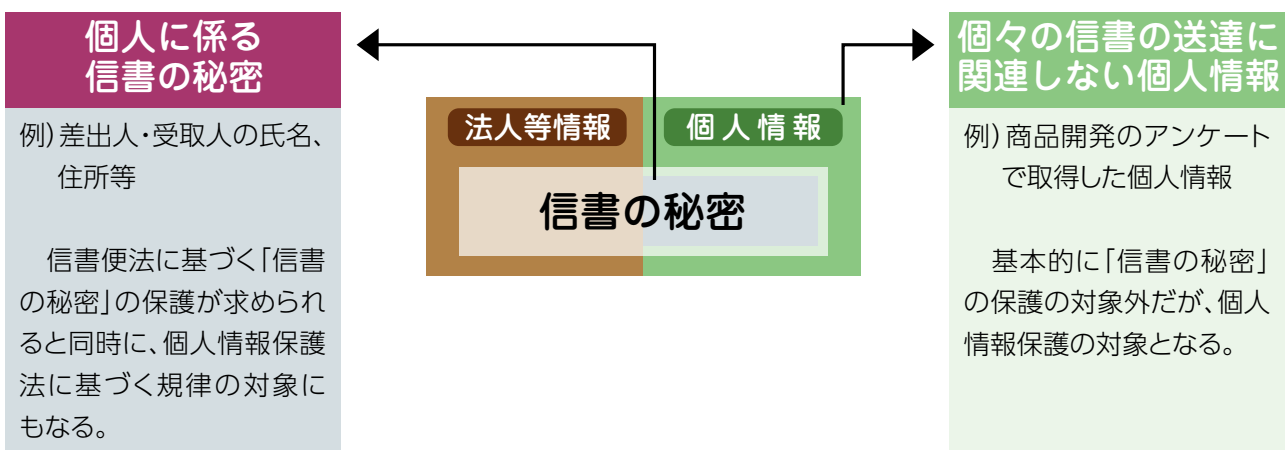 個人に係る
信書の秘密
例）差出人・受取人の氏名、
住所等
信書便法に基づく「信書
の秘密」の保護が求められ
ると同時に、個人情報保護
法に基づく規律の対象に
もなる。
法人等情報
個人情報
信書の秘密
個々の信書の送達に
関連しない個人情報
例）商品開発のアンケート
で取得した個人情報
基本的に「信書の秘密」
の保護の対象外だが、個人
情報保護の対象となる。